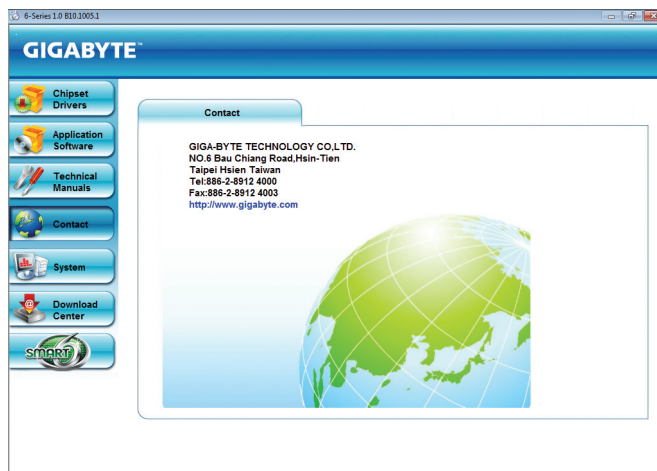 6-Series 1.0 B10.1005.1
GIGABYTE™
Chipset
Drivers
Application
Software
Technical
Manuals
Contact
System
Download
Center
SMART6
Contact
GIGA-BYTE TECHNOLOGY CO,LTD.
NO.6 Bau Chiang Road,Hsin-Tien
Taipei Hsien Taiwan
Tel:886-2-8912 4000
Fax:886-2-8912 4003
http://www.gigabyte.com